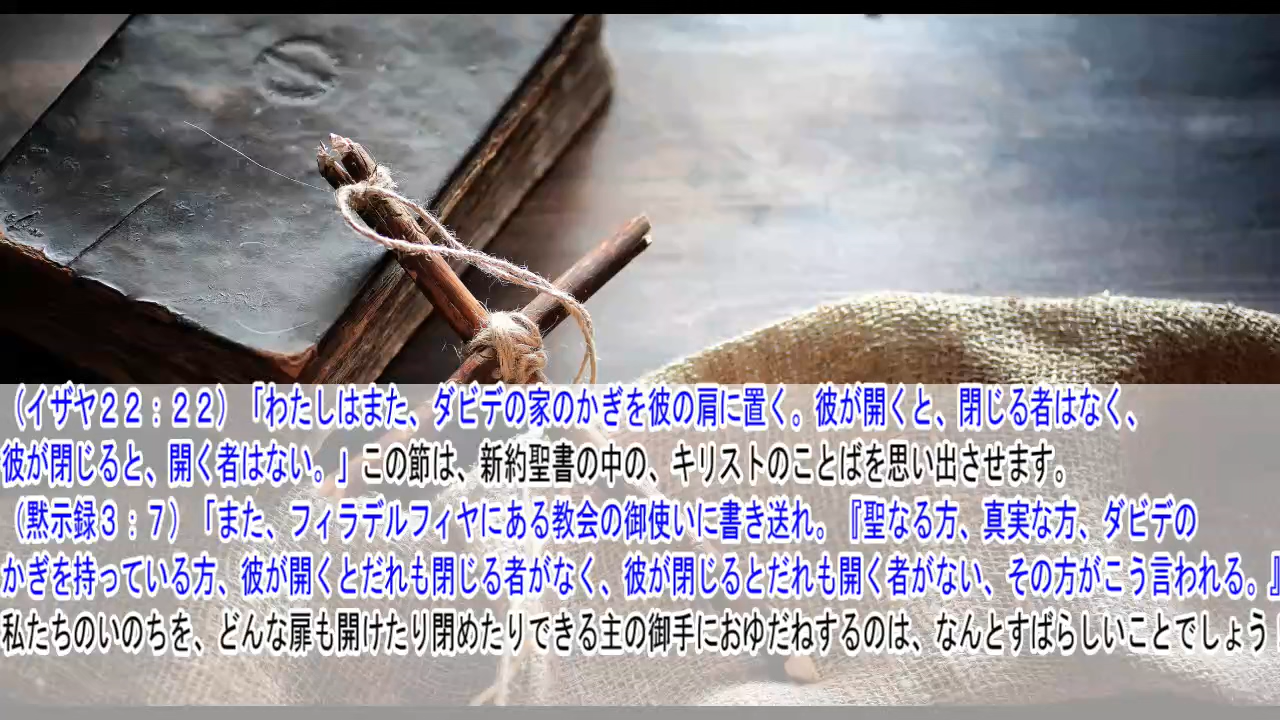 （イザヤ２２：２２）「わたしはまた、ダビデの家のかぎを彼の肩に置く。彼が開くと、閉じる者はなく、
彼が閉じると、開く者はない。」この節は、新約聖書の中の、キリストのことばを思い出させます。
（黙示録３：７）「また、フィラデルフィヤにある教会の御使いに書き送れ。『聖なる方、真実な方、ダビデの
かぎを持っている方、彼が開くとだれも閉じる者がなく、彼が閉じるとだれも開く者がない、その方がこう言われる。』
私たちのいのちを、どんな扉も開けたり閉めたりできる主の御手におゆだねするのは、なんとすばらしいことでしょう！